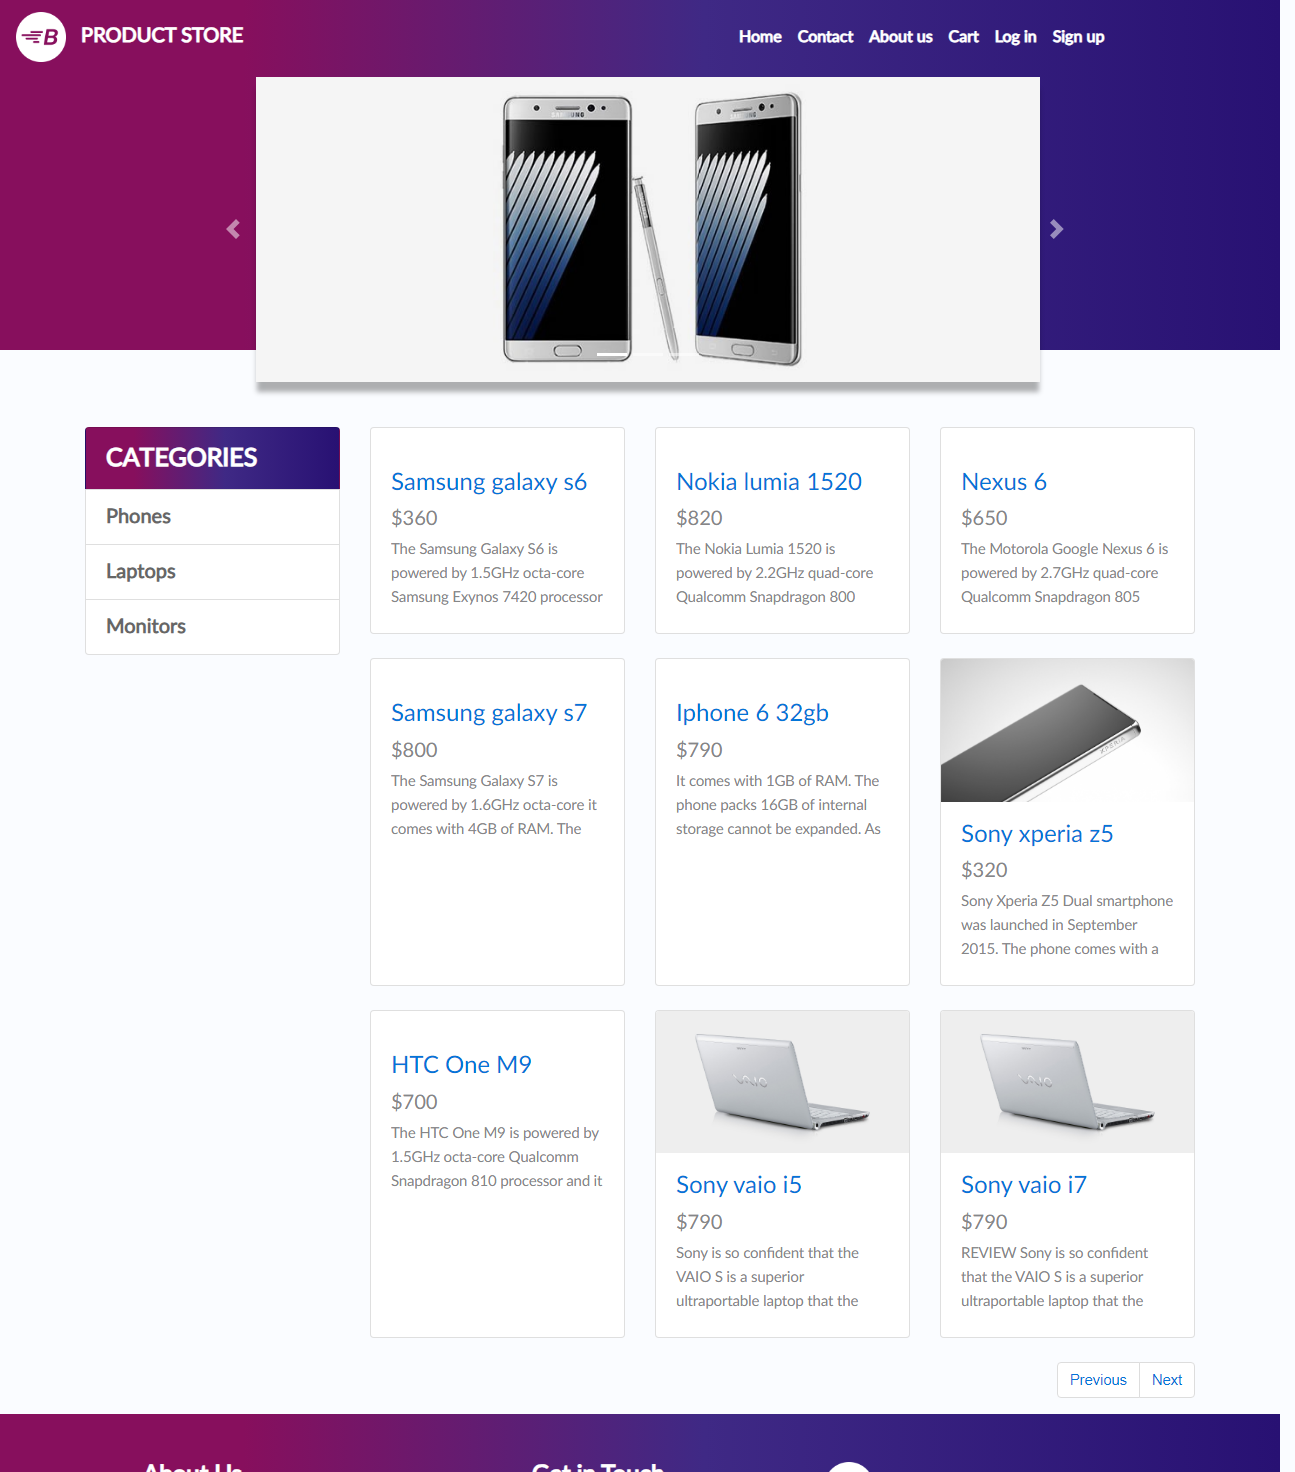 B PRODUCT STORE
Home Contact About us Cart Log in Sign up
SAMSUNG
CATEGORIES
Phones
Laptops
Monitors
Samsung galaxy s6
$360
The Samsung Galaxy S6 is
powered by 1.5GHz octa-core
Samsung Exynos 7420 processor
Nokia lumia 1520
$820
The Nokia Lumia 1520 is
powered by 2.2GHz quad-core
Qualcomm Snapdragon 800
Nexus 6
$650
The Motorola Google Nexus 6 is
powered by 2.7GHz quad-core
Qualcomm Snapdragon 805
Samsung galaxy s7
$800
The Samsung Galaxy S7 is
powered by 1.6GHz octa-core it
comes with 4GB of RAM. The
Iphone 6 32gb
$790
It comes with 1GB of RAM. The
phone packs 16GB of internal
storage cannot be expanded. As
XPERIA
Sony xperia z5
$320
Sony Xperia Z5 Dual smartphone
was launched in September
2015. The phone comes with a
HTC One M9
$700
The HTC One M9 is powered by
1.5GHz octa-core Qualcomm
Snapdragon 810 processor and it
VAIO
Sony vaio i5
$790
Sony is so confident that the
VAIO S is a superior
ultraportable laptop that the
VAIO
Sony vaio i7
$790
REVIEW Sony is so confident
that the VAIO S is a superior
ultraportable laptop that the
Previous Next
About Us
Get in Touch